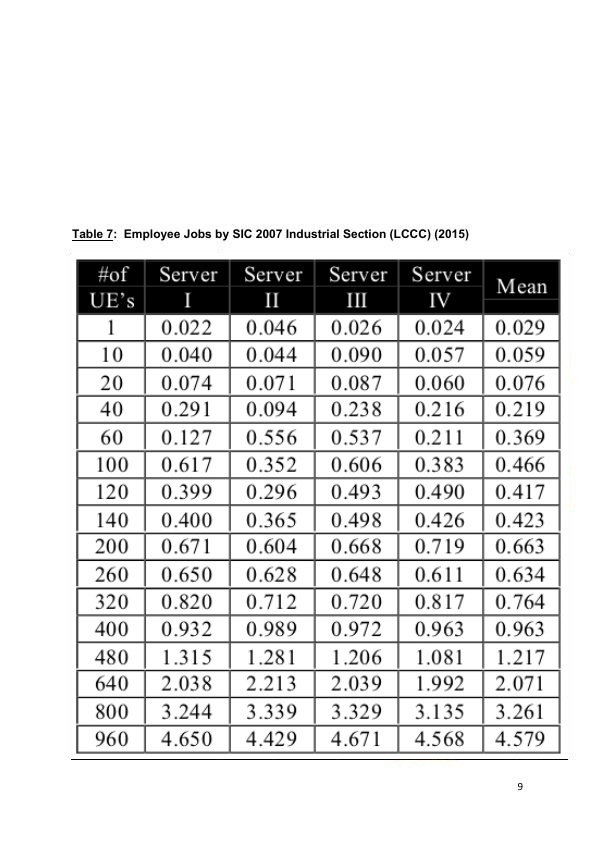 Table 7: Employee Jobs by SIC 2007 Industrial Section (LCCC) (2015)
#of UE's Server I Server II Server III Server IV Mean
1 0.022 0.046 0.026 0.024 0.029
10 0.040 0.044 0.090 0.057 0.059
20 0.074 0.071 0.087 0.060 0.076
40 0.291 0.094 0.238 0.216 0.219
60 0.127 0.556 0.537 0.211 0.369
100 0.617 0.352 0.606 0.383 0.466
120 0.399 0.296 0.493 0.490 0.417
140 0.400 0.365 0.498 0.426 0.423
200 0.671 0.604 0.668 0.719 0.663
260 0.650 0.628 0.648 0.611 0.634
320 0.820 0.712 0.720 0.817 0.764
400 0.932 0.989 0.972 0.963 0.963
480 1.315 1.281 1.206 1.081 1.217
640 2.038 2.213 2.039 1.992 2.071
800 3.244 3.339 3.329 3.135 3.261
960 4.650 4.429 4.671 4.568 4.579
9